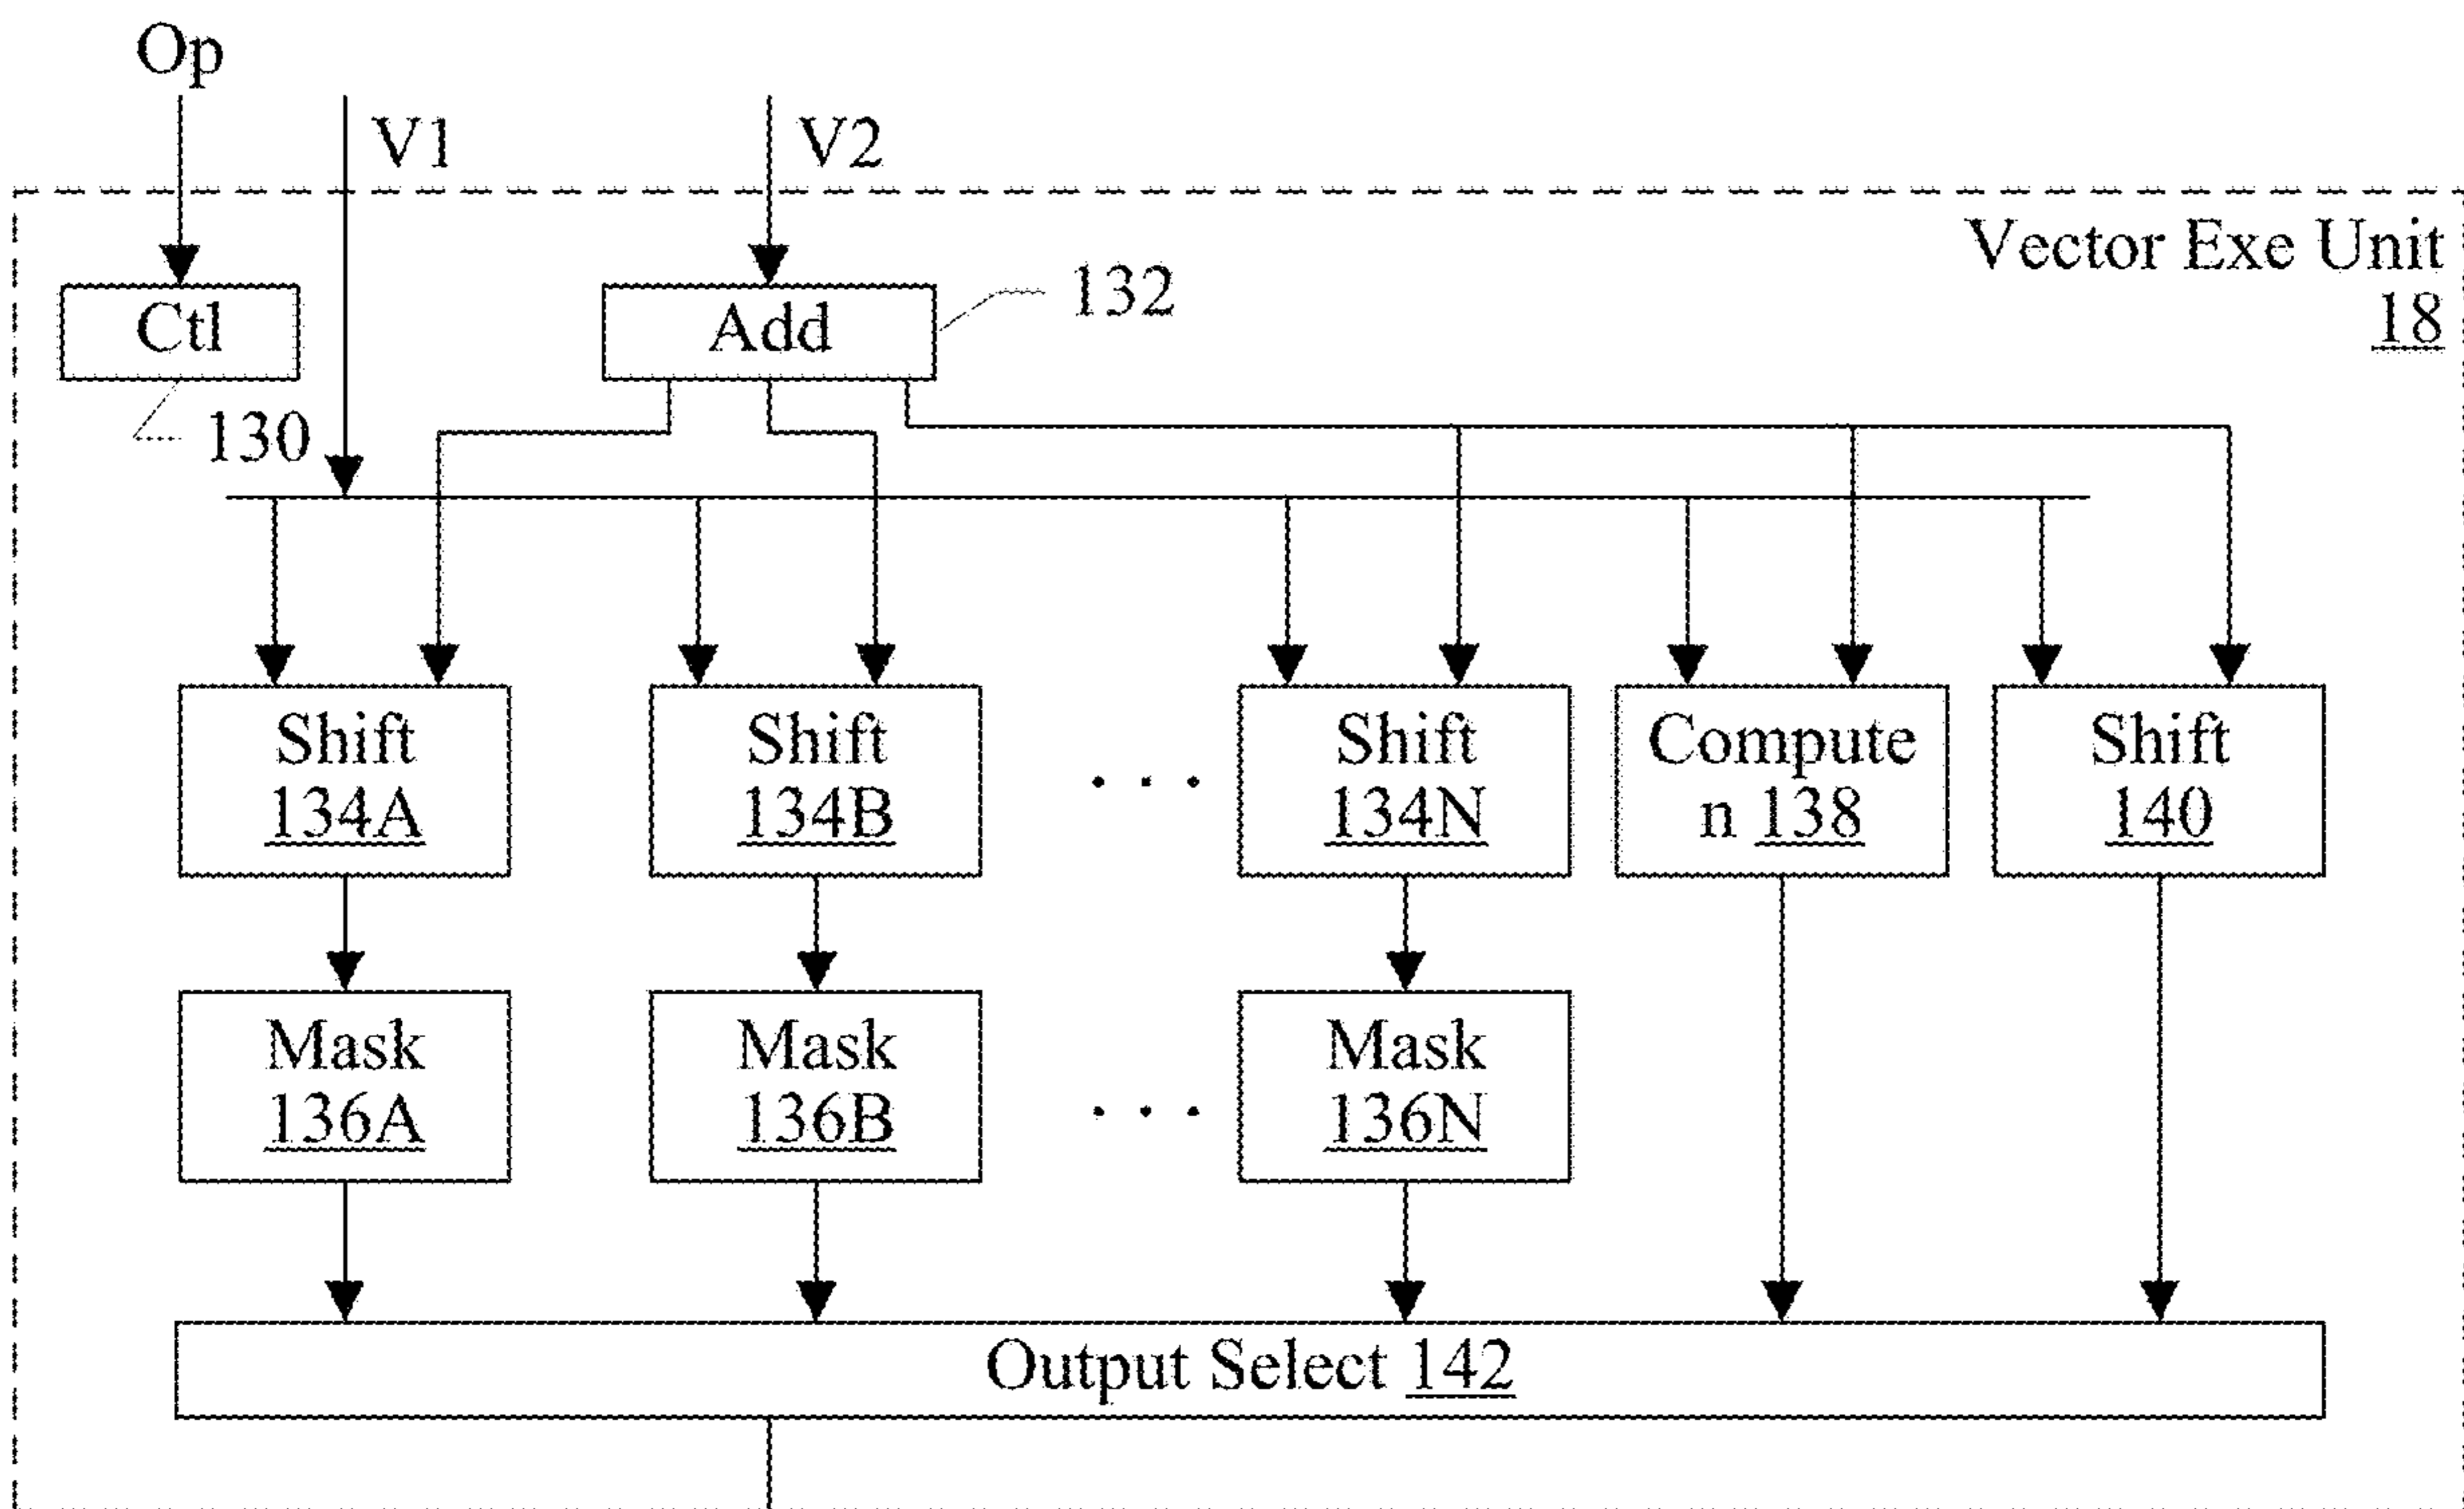 Op
V1
V2
Vector Exe Unit
18
Ctl
Add
132
130
Shift
134A
Shift
134B
. . .
Shift
134N
Compute
n 138
Shift
140
Mask
136A
Mask
136B
. . .
Mask
136N
Output Select 142